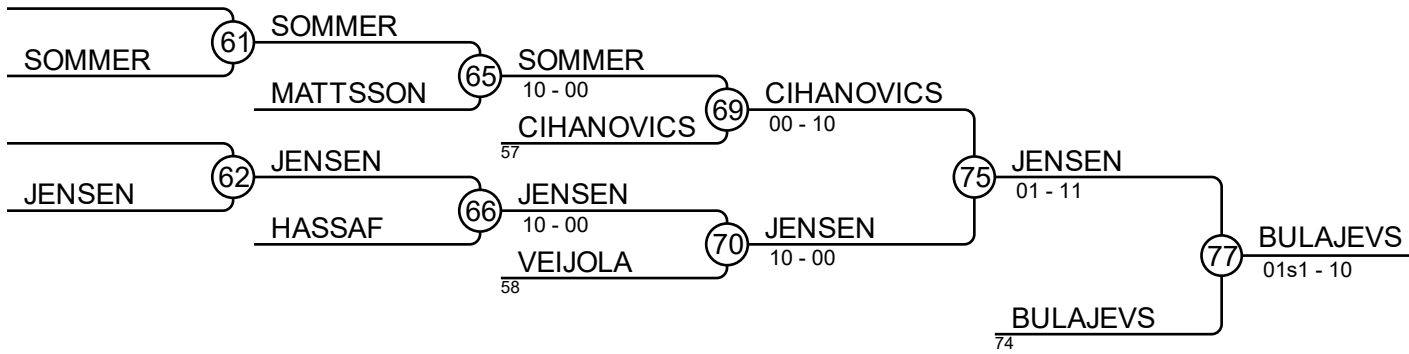 SOMMER
61
SOMMER
MATTSSON
65
SOMMER
10 - 00
CIHANOVICS
57
69
CIHANOVICS
00 - 10
JENSEN
62
JENSEN
HASSAF
66
JENSEN
10 - 00
VEIJOLA
58
70
JENSEN
10 - 00
75
JENSEN
01 - 11
BULAJEVS
74
77
BULAJEVS
01s1 - 10